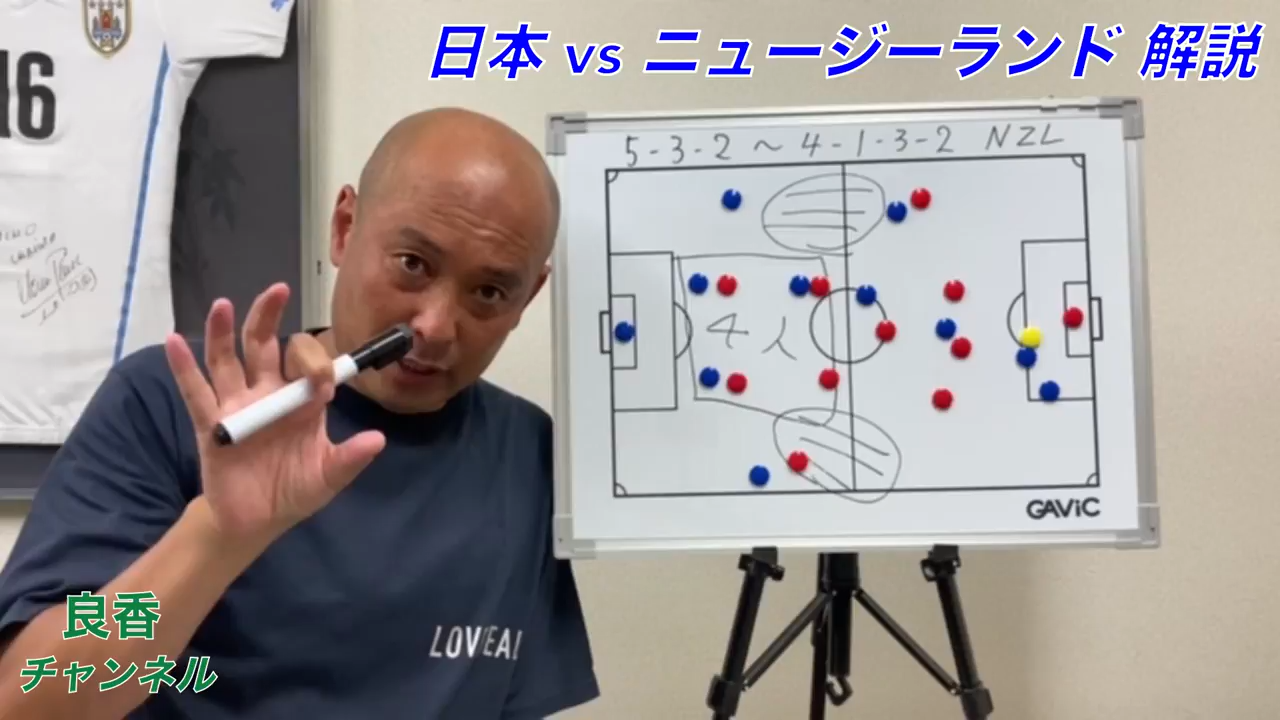 日本 vs ニュージーランド 解説
5-3-2 ~ 4-1-3-2 NZL
16
4人
GAViC
良香
チャンネル